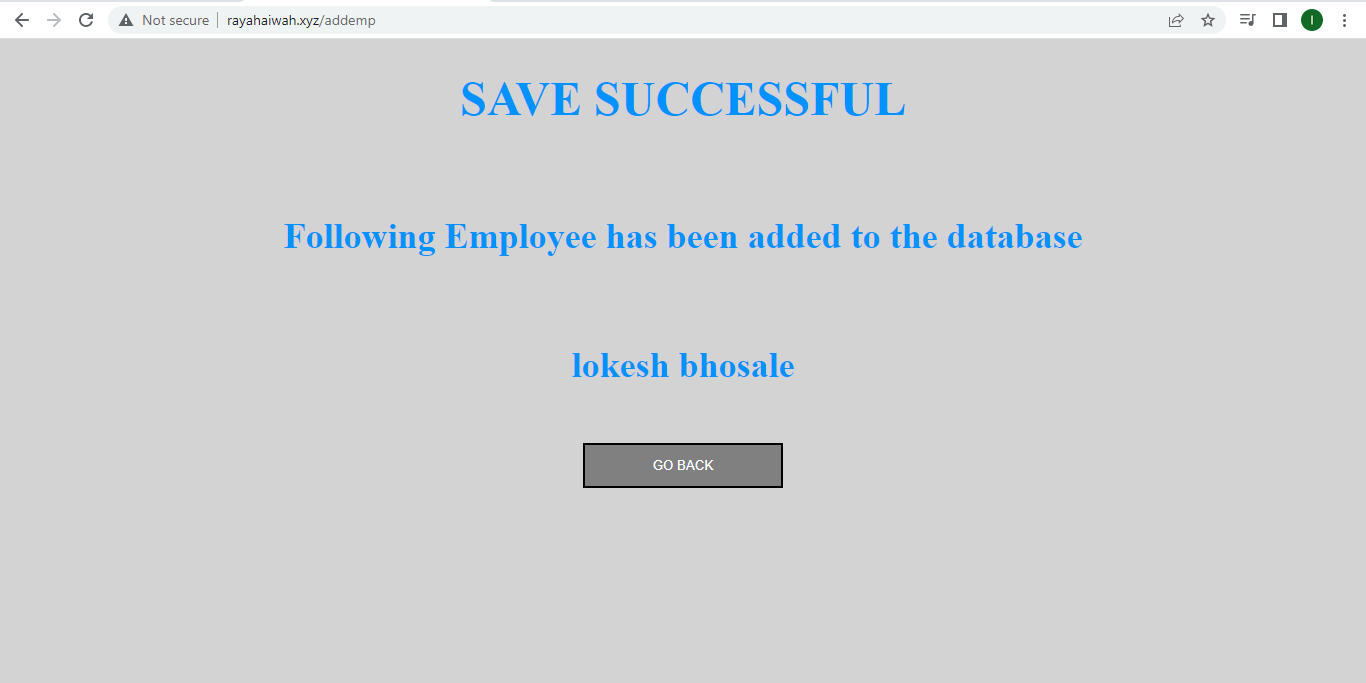 Not secure
rayahaiwah.xyz/addemp
I
SAVE SUCCESSFUL
Following Employee has been added to the database
lokesh bhosale
GO BACK